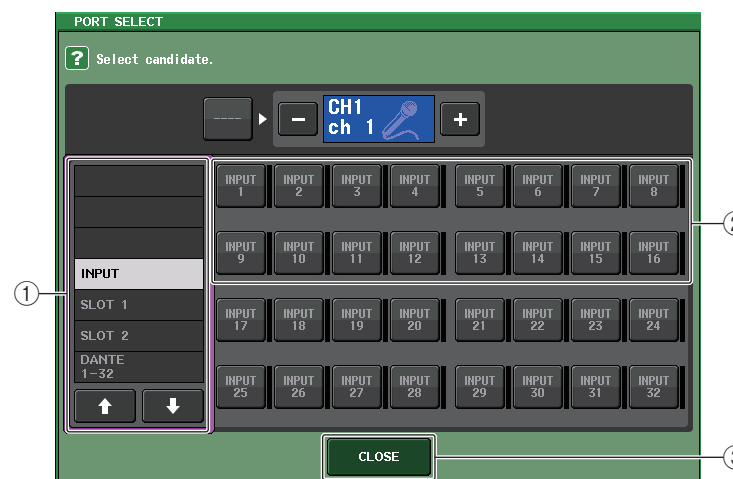 PORT SELECT
? Select candidate.
----
−
CH1
ch 1
+
INPUT
SLOT 1
SLOT 2
DANTE
1-32
1
INPUT 1 INPUT 2 INPUT 3 INPUT 4 INPUT 5 INPUT 6 INPUT 7 INPUT 8
INPUT 9 INPUT 10 INPUT 11 INPUT 12 INPUT 13 INPUT 14 INPUT 15 INPUT 16
2
INPUT 17 INPUT 18 INPUT 19 INPUT 20 INPUT 21 INPUT 22 INPUT 23 INPUT 24
INPUT 25 INPUT 26 INPUT 27 INPUT 28 INPUT 29 INPUT 30 INPUT 31 INPUT 32
CLOSE
3